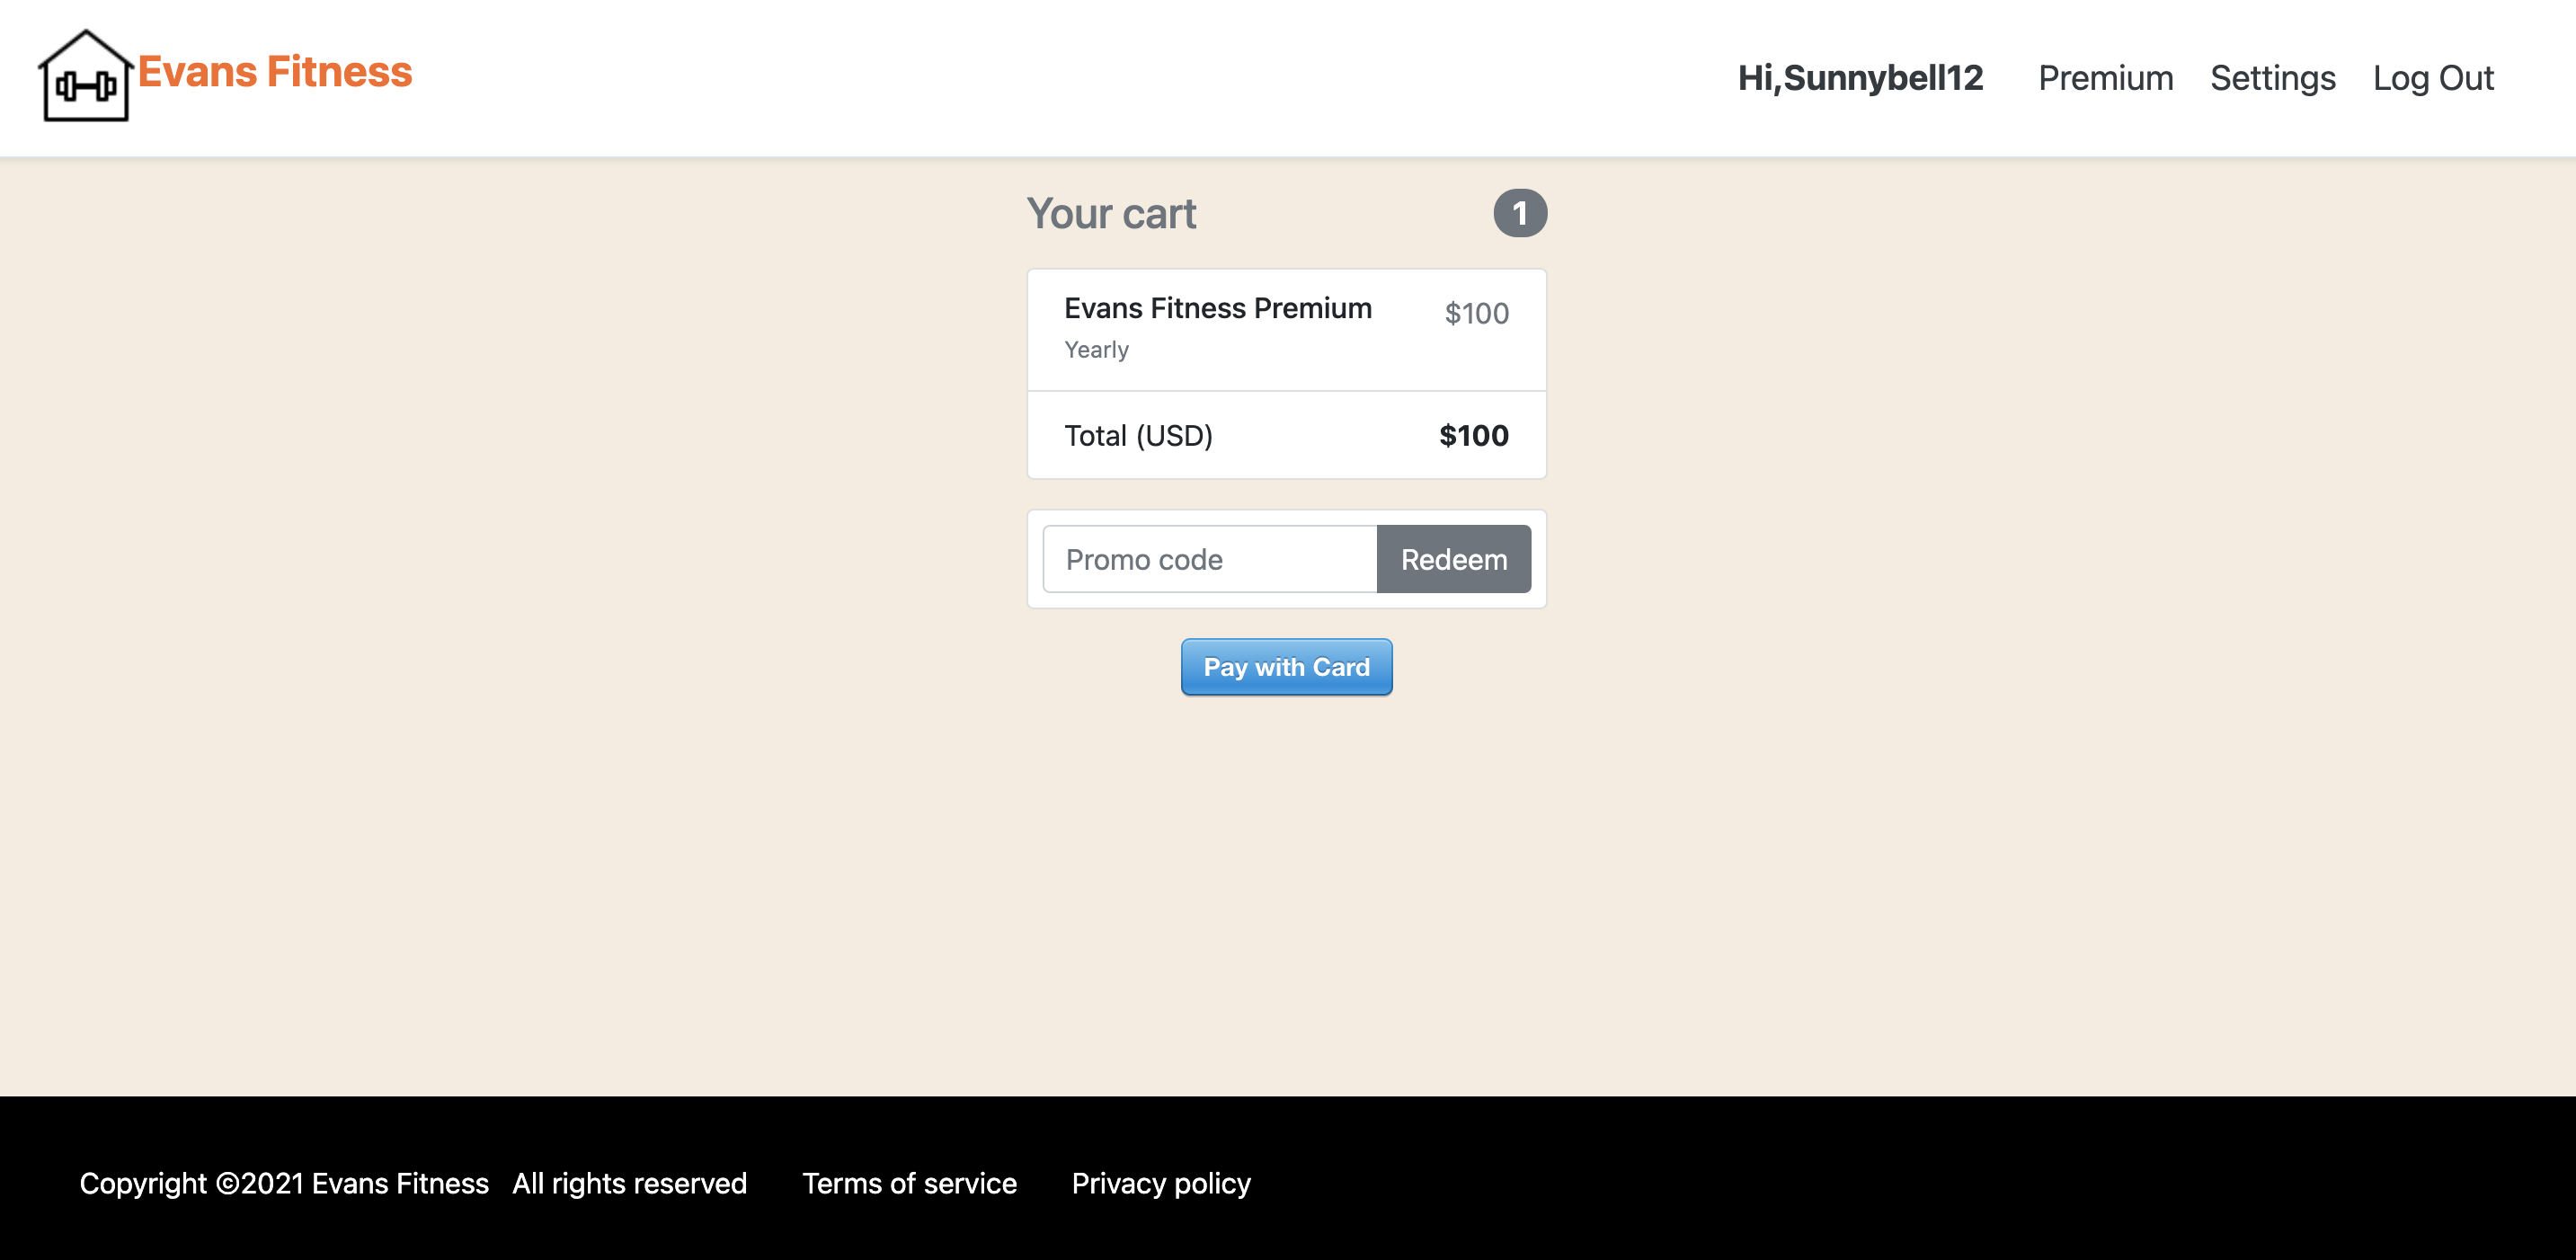 Evans Fitness
Hi,Sunnybell12 Premium Settings Log Out
Your cart 1
Evans Fitness Premium $100
Yearly
Total (USD) $100
Promo code Redeem
Pay with Card
Copyright ©2021 Evans Fitness All rights reserved Terms of service Privacy policy